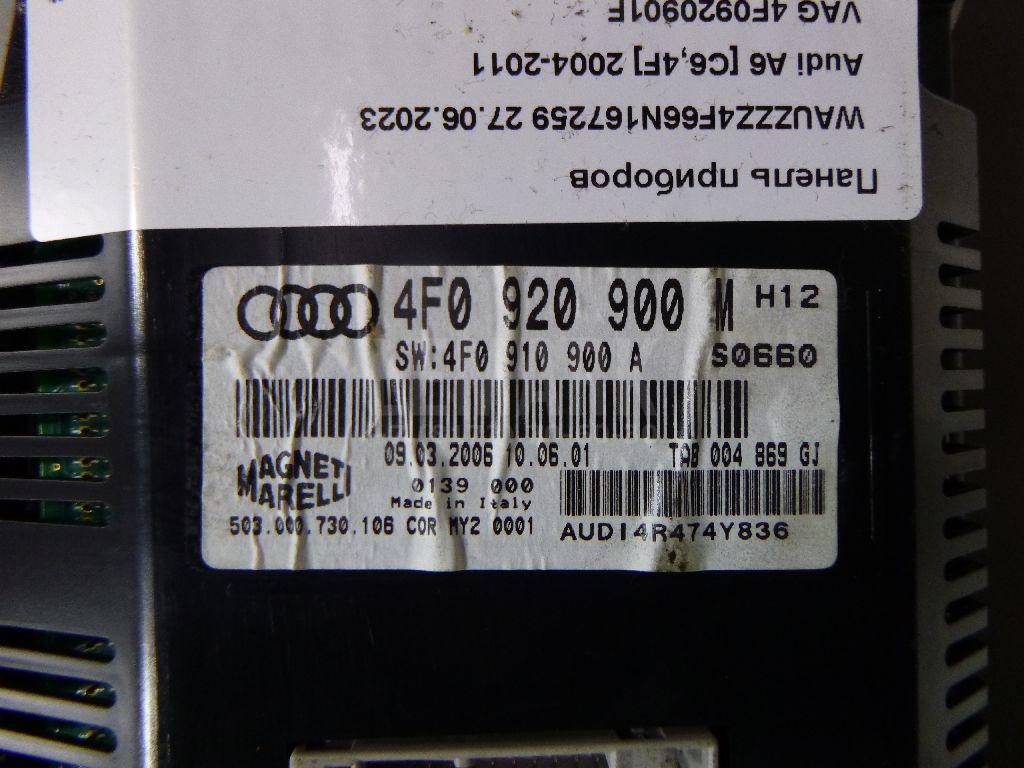 Панель приборов
WAUZZZ4F66N167259 27.06.2023
Audi A6 [C6,4F] 2004-2011
VAG 4F0920901F
4F0 920 900 M H12
SW:4F0 910 900 A S0990
09.03.2006 10.06.01 TAB 004 869 GJ
MAGNETI
MARELLI
0139 000
Made in Italy
503.000.730.106 COR MY2 0001
AUDI4R474Y836